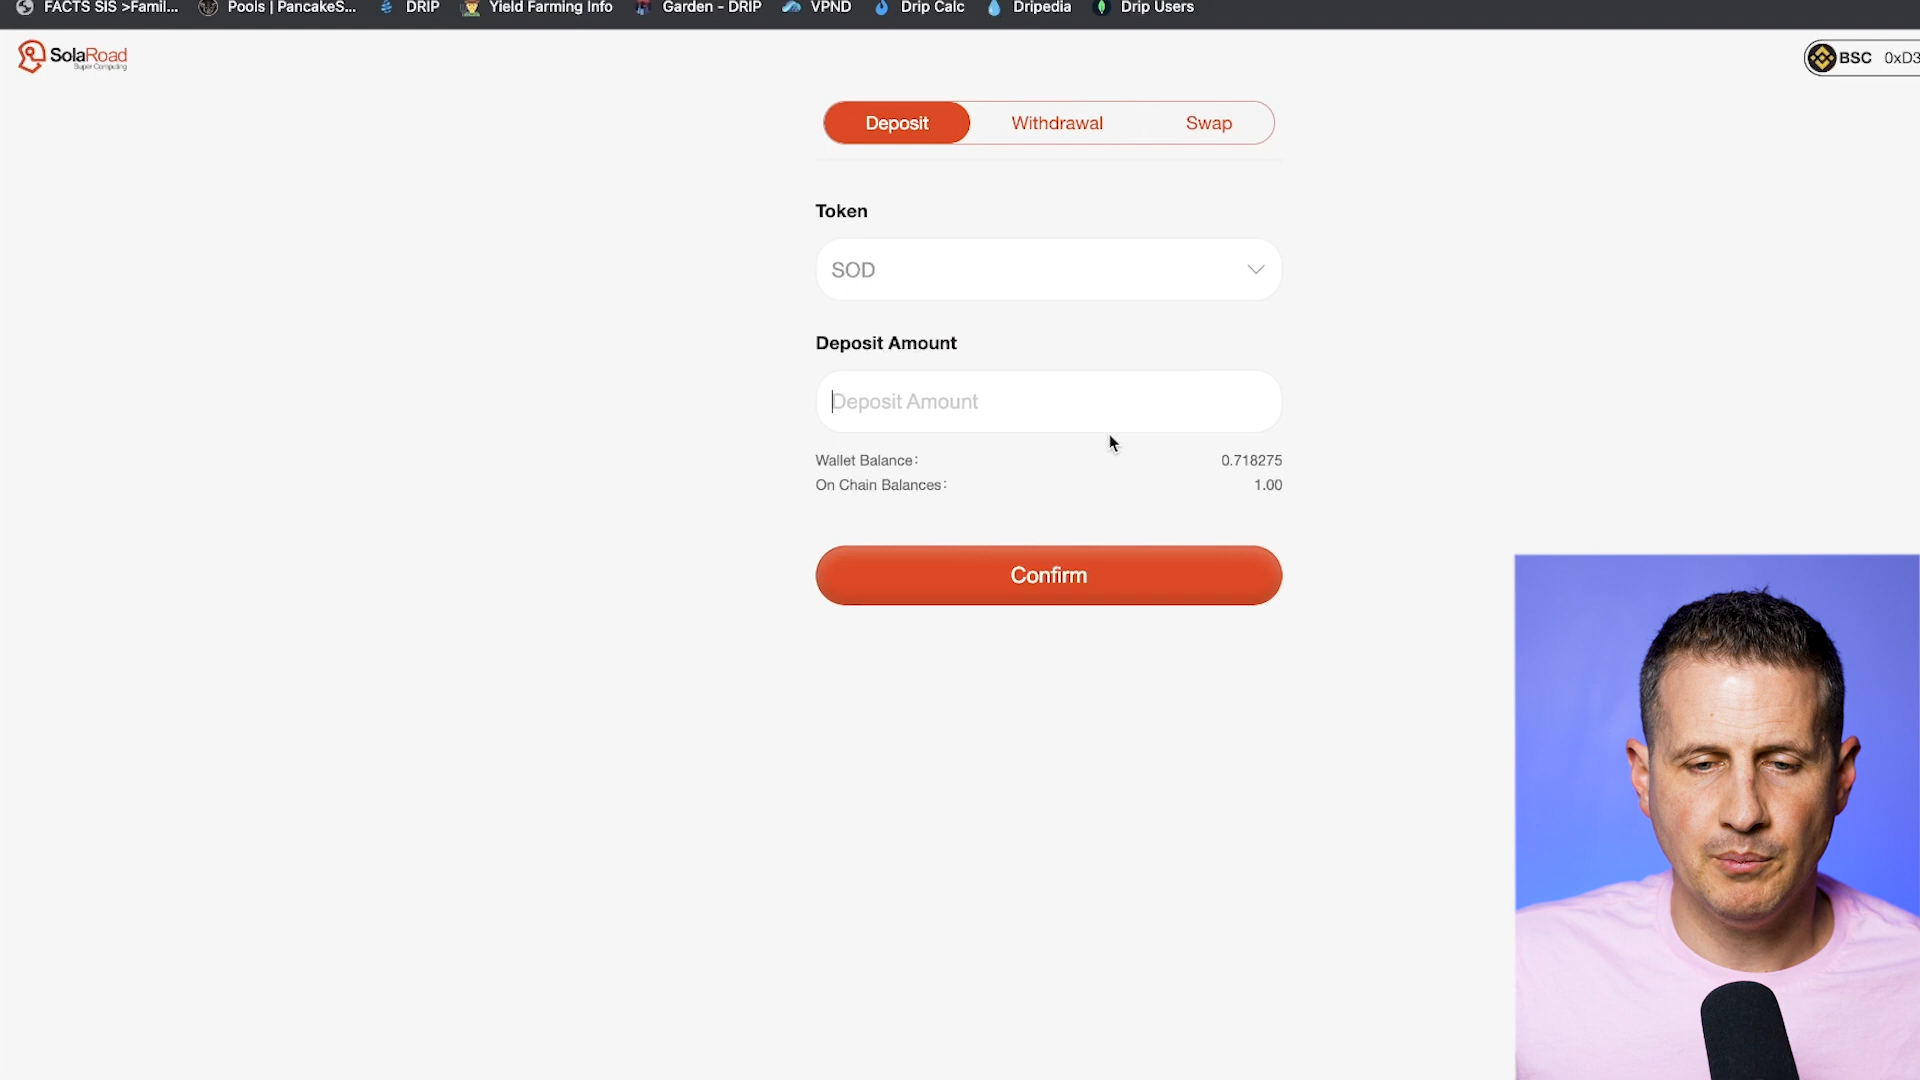 FACTS SIS >Famil... Pools | PancakeS... DRIP Yield Farming Info Garden - DRIP VPND Drip Calc Dripedia Drip Users
SolaRoad
Super Computing
BSC 0xD3
Deposit Withdrawal Swap
Token
SOD
Deposit Amount
Deposit Amount
Wallet Balance: 0.718275
On Chain Balances: 1.00
Confirm